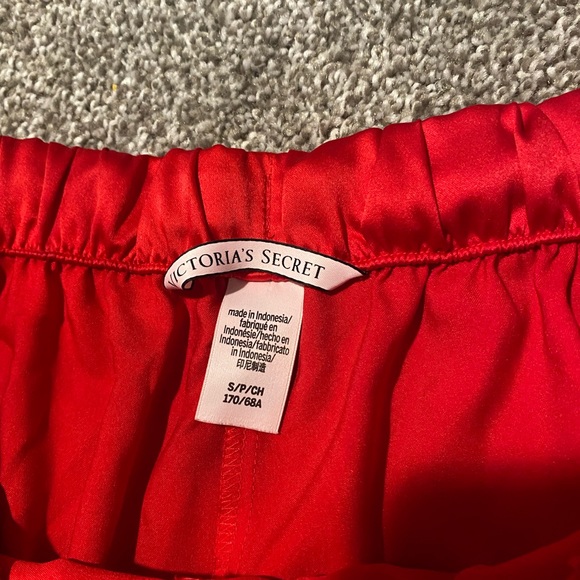 VICTORIA'S SECRET
made in Indonesia/
fabriqué en
Indonésie/hecho en
Indonesia/fabbricato
in Indonesia/
印尼制造
S/P/CH
170/68A